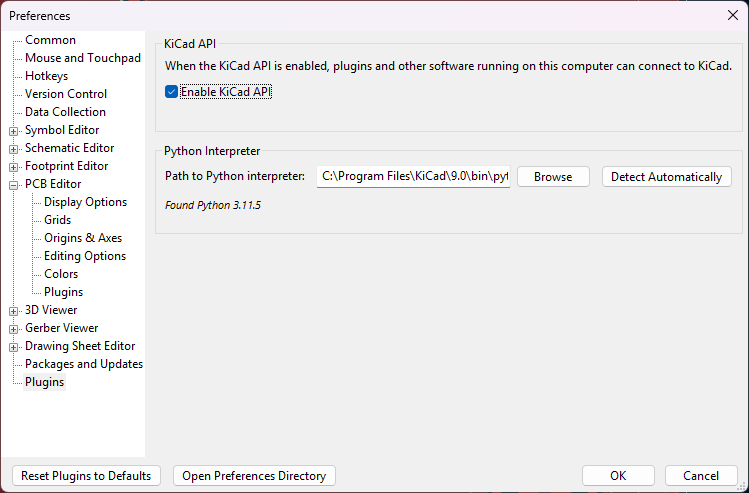 Preferences
Common
Mouse and Touchpad
Hotkeys
Version Control
Data Collection
Symbol Editor
Schematic Editor
Footprint Editor
PCB Editor
Display Options
Grids
Origins & Axes
Editing Options
Colors
Plugins
3D Viewer
Gerber Viewer
Drawing Sheet Editor
Packages and Updates
Plugins
KiCad API
When the KiCad API is enabled, plugins and other software running on this computer can connect to KiCad.
Enable KiCad API
Python Interpreter
Path to Python interpreter: C:\Program Files\KiCad\9.0\bin\pyt Browse Detect Automatically
Found Python 3.11.5
Reset Plugins to Defaults Open Preferences Directory OK Cancel